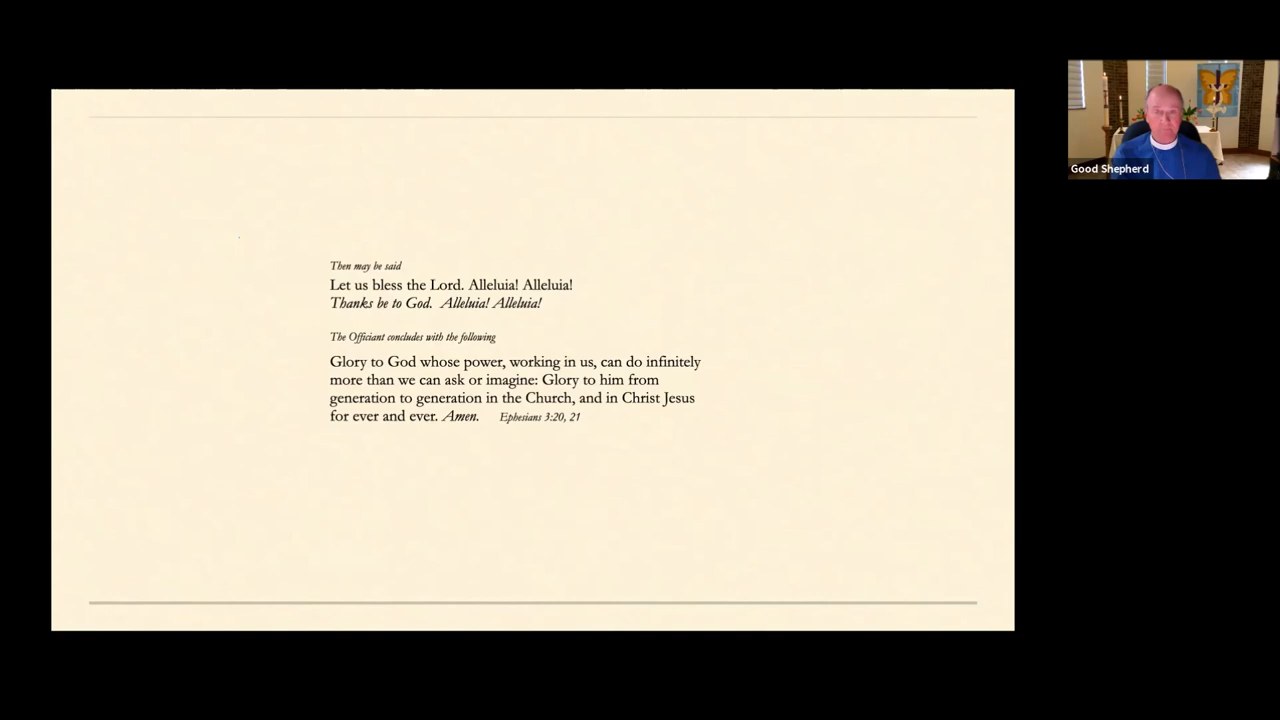 Then may be said
Let us bless the Lord. Alleluia! Alleluia!
Thanks be to God. Alleluia! Alleluia!
The Officiant concludes with the following
Glory to God whose power, working in us, can do infinitely
more than we can ask or imagine: Glory to him from
generation to generation in the Church, and in Christ Jesus
for ever and ever. Amen. Ephesians 3:20, 21
Good Shepherd